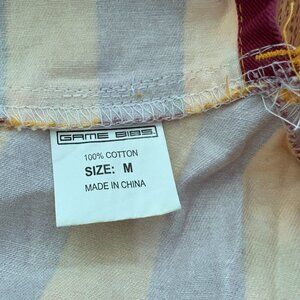 GAME BIBS
100% COTTON
SIZE: M
MADE IN CHINA